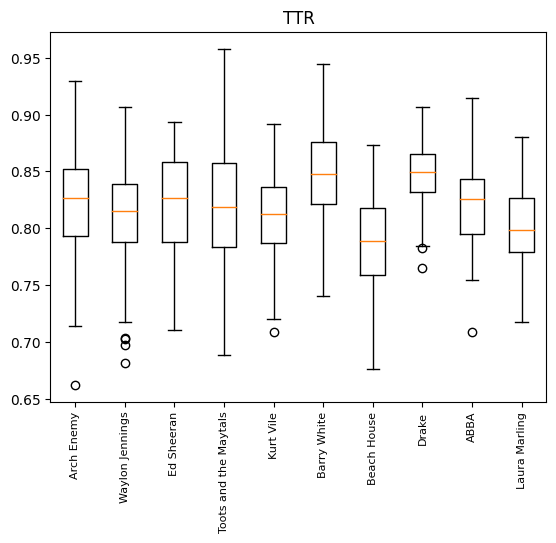 TTR
0.95
0.90
0.85
0.80
0.75
0.70
0.65
Arch Enemy
Waylon Jennings
Ed Sheeran
Toots and the Maytals
Kurt Vile
Barry White
Beach House
Drake
ABBA
Laura Marling